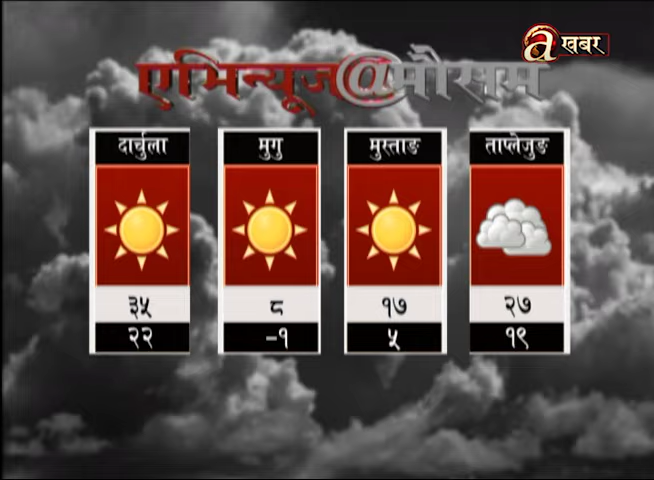 a खबर
एभिन्यूज@मौसम
दार्चुला मुगु मुस्ताङ ताप्लेजुङ
३५ ८ १७ २७
२२ -१ ५ १९